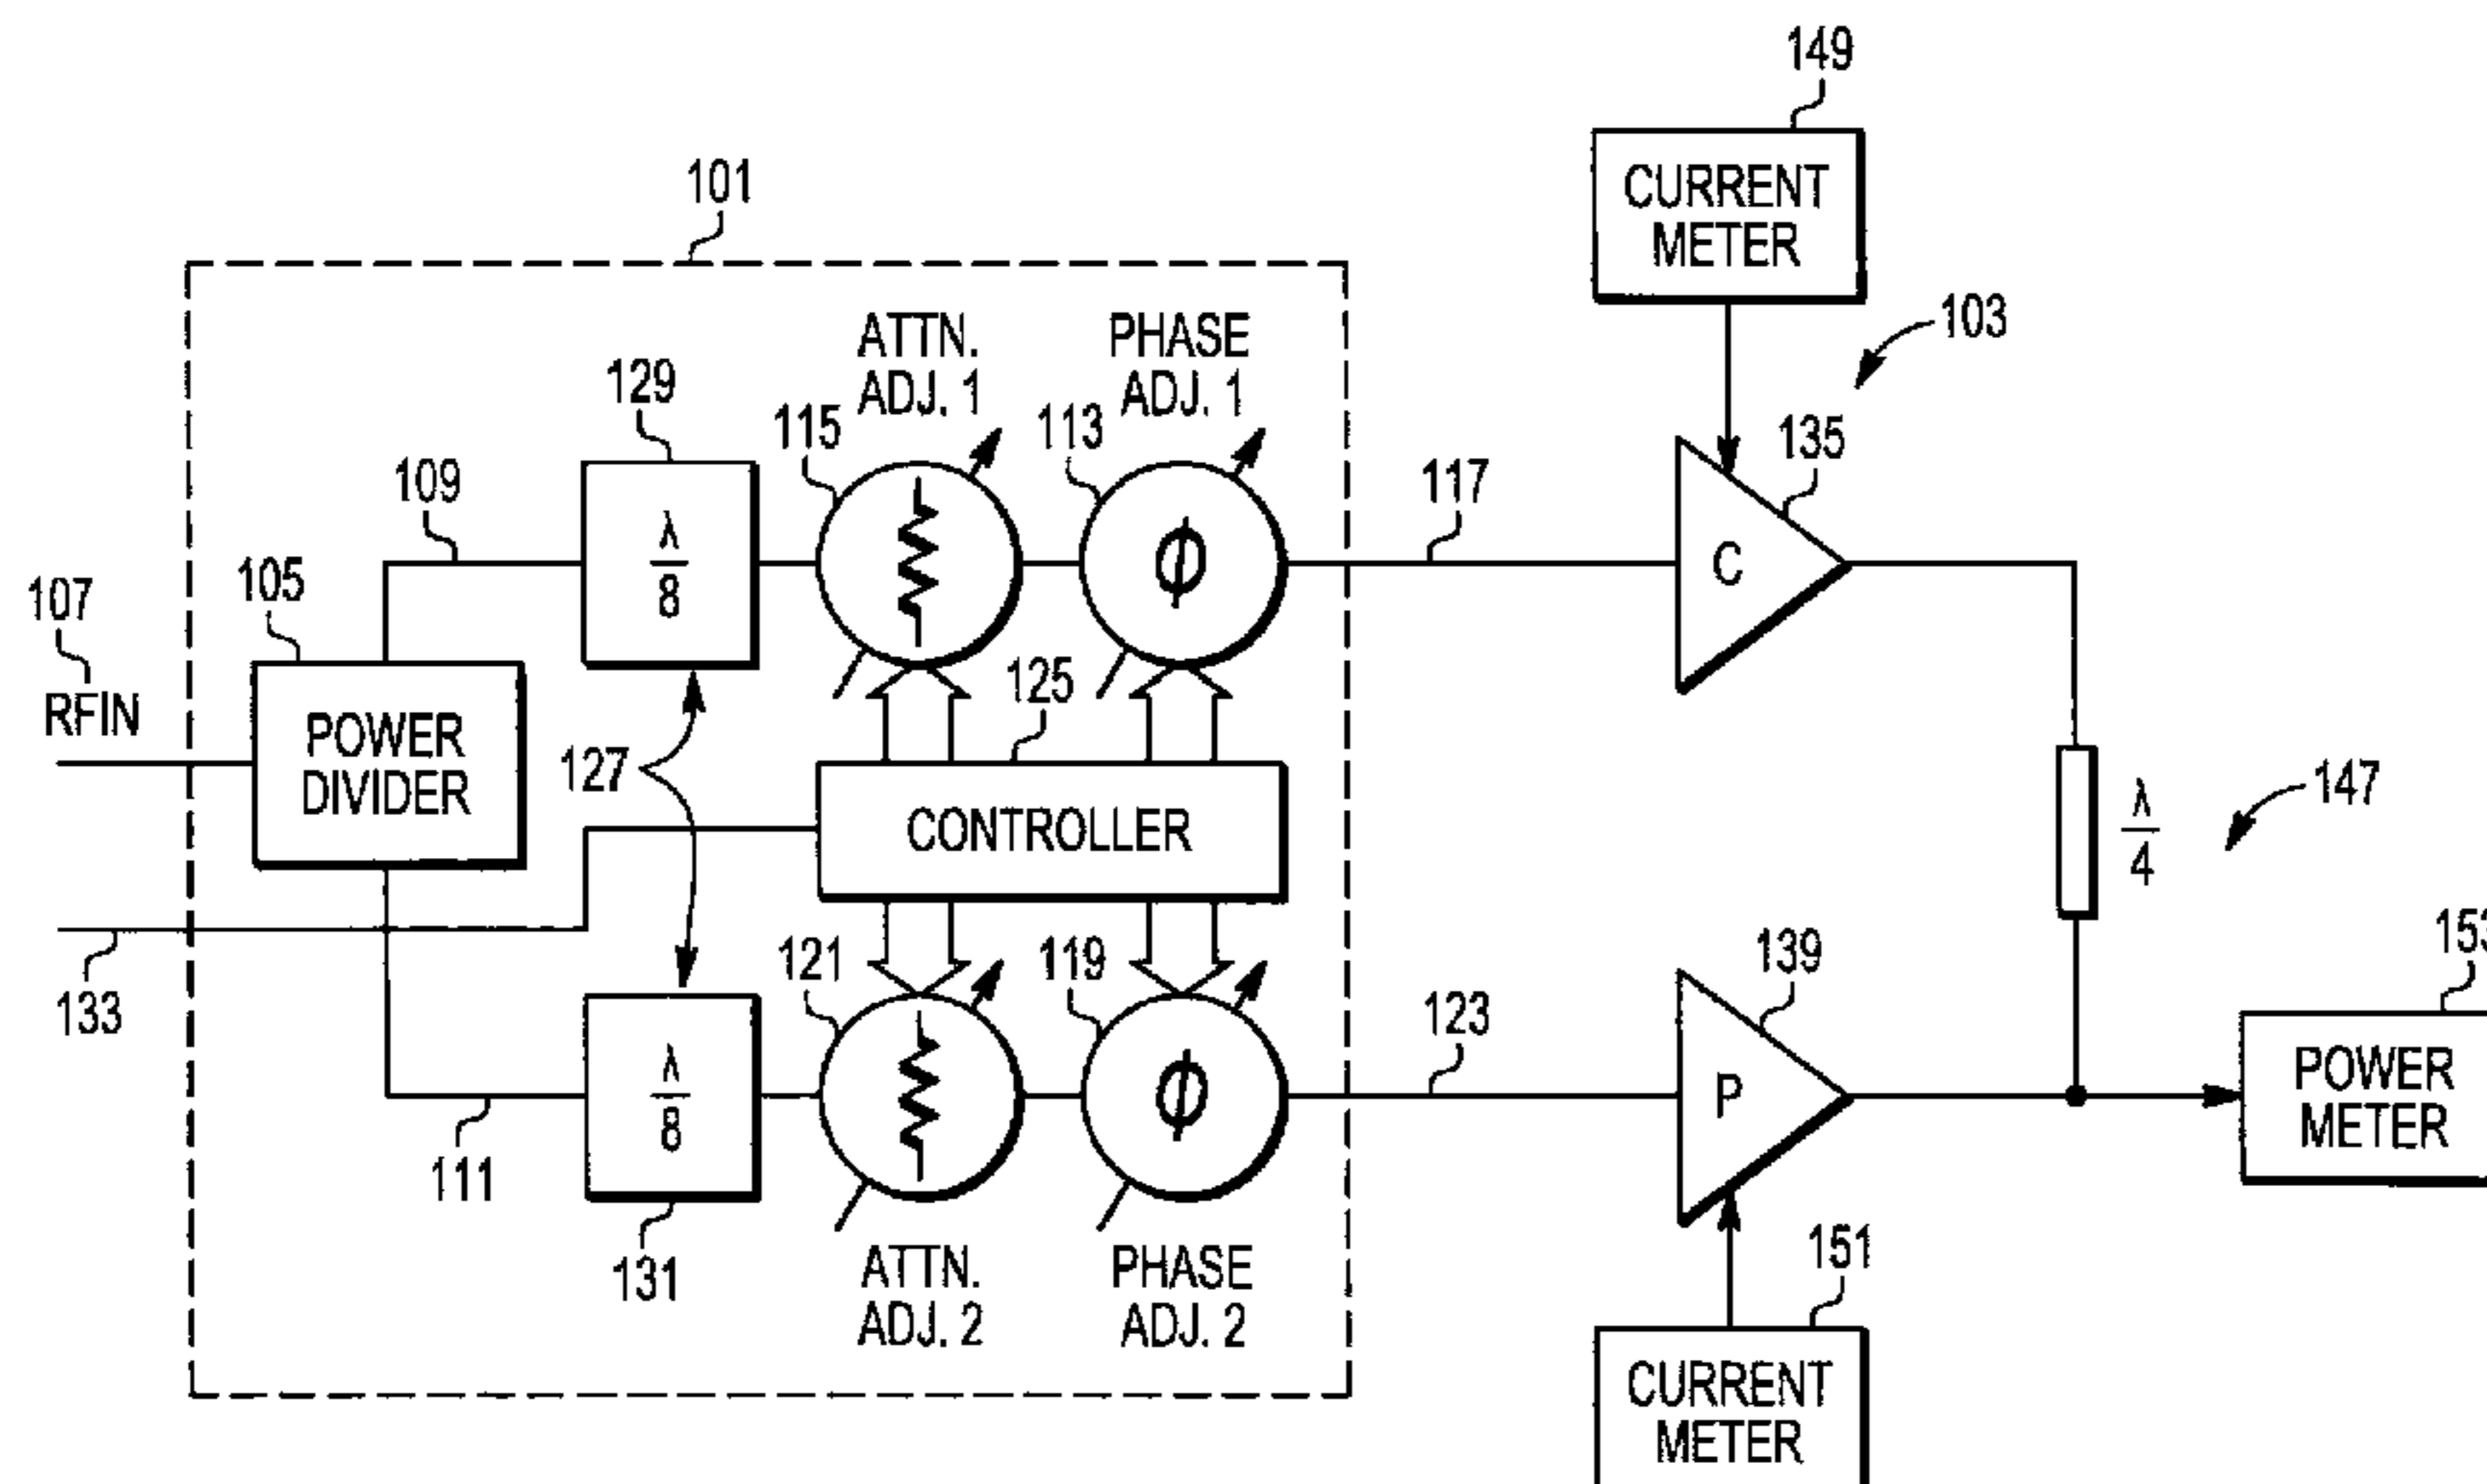 149
CURRENT
METER
101
103
ATTN.
ADJ. 1
PHASE
ADJ. 1
129
115
113
135
109
λ
8
ϕ
117
C
107
RFIN
105
POWER
DIVIDER
127
125
CONTROLLER
λ
4
147
133
121
119
139
153
111
λ
8
ϕ
123
P
POWER
METER
131
ATTN.
ADJ. 2
PHASE
ADJ. 2
151
CURRENT
METER